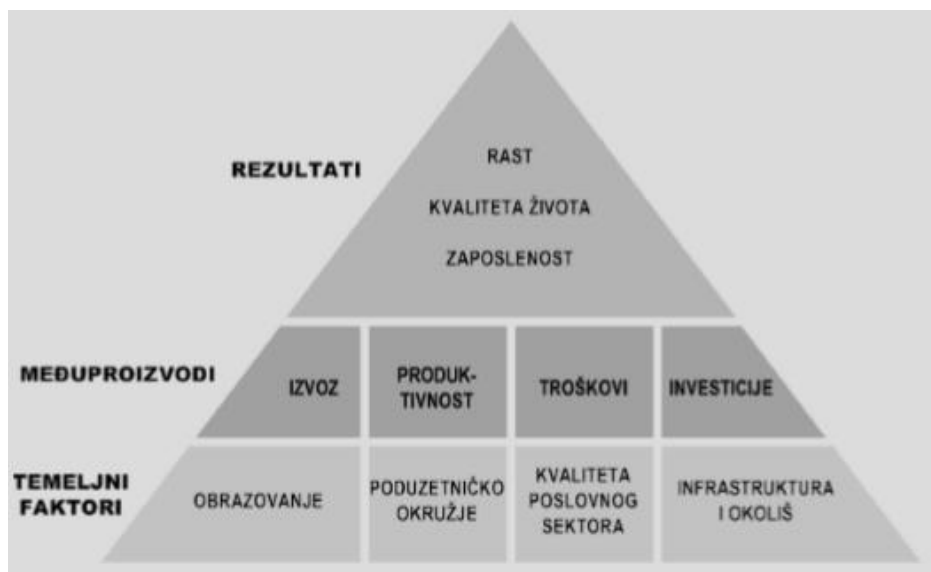 REZULTATI
RAST
KVALITETA ŽIVOTA
ZAPOSLENOST
MEĐUPROIZVODI
IZVOZ
PRODUK-
TIVNOST
TROŠKOVI
INVESTICIJE
TEMELJNI
FAKTORI
OBRAZOVANJE
PODUZETNIČKO
OKRUŽJE
KVALITETA
POSLOVNOG
SEKTORA
INFRASTRUKTURA
I OKOLIŠ